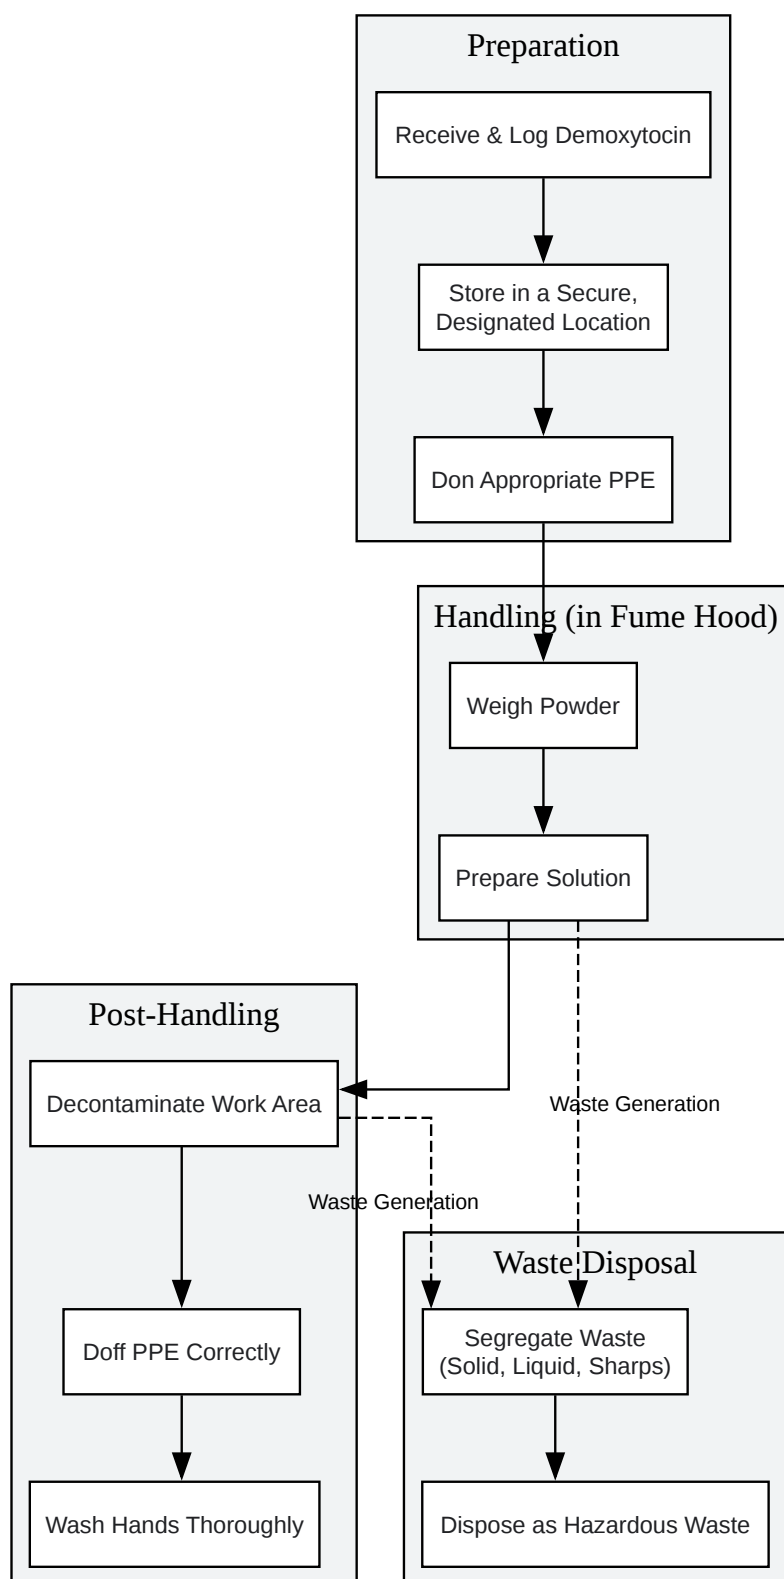 Preparation
Receive & Log Demoxytocin
Store in a Secure,
Designated Location
Don Appropriate PPE
Handling (in Fume Hood)
Weigh Powder
Prepare Solution
Post-Handling
Decontaminate Work Area
Waste Generation
Waste Generation
Doff PPE Correctly
Wash Hands Thoroughly
Waste Disposal
Segregate Waste
(Solid, Liquid, Sharps)
Dispose as Hazardous Waste